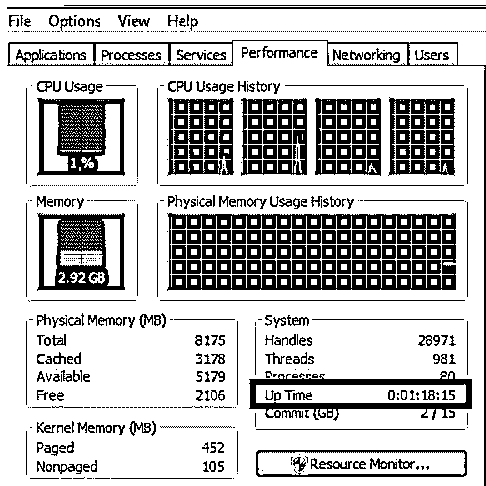 File Options View Help
Applications Processes Services Performance Networking Users
CPU Usage CPU Usage History
1 %
Memory Physical Memory Usage History
2.92 GB
Physical Memory (MB)
Total 8175
Cached 3178
Available 5179
Free 2106
Kernel Memory (MB)
Paged 452
Nonpaged 105
System
Handles 28971
Threads 981
Processes 80
Up Time 0:01:18:15
Commit (GB) 2 / 15
Resource Monitor...